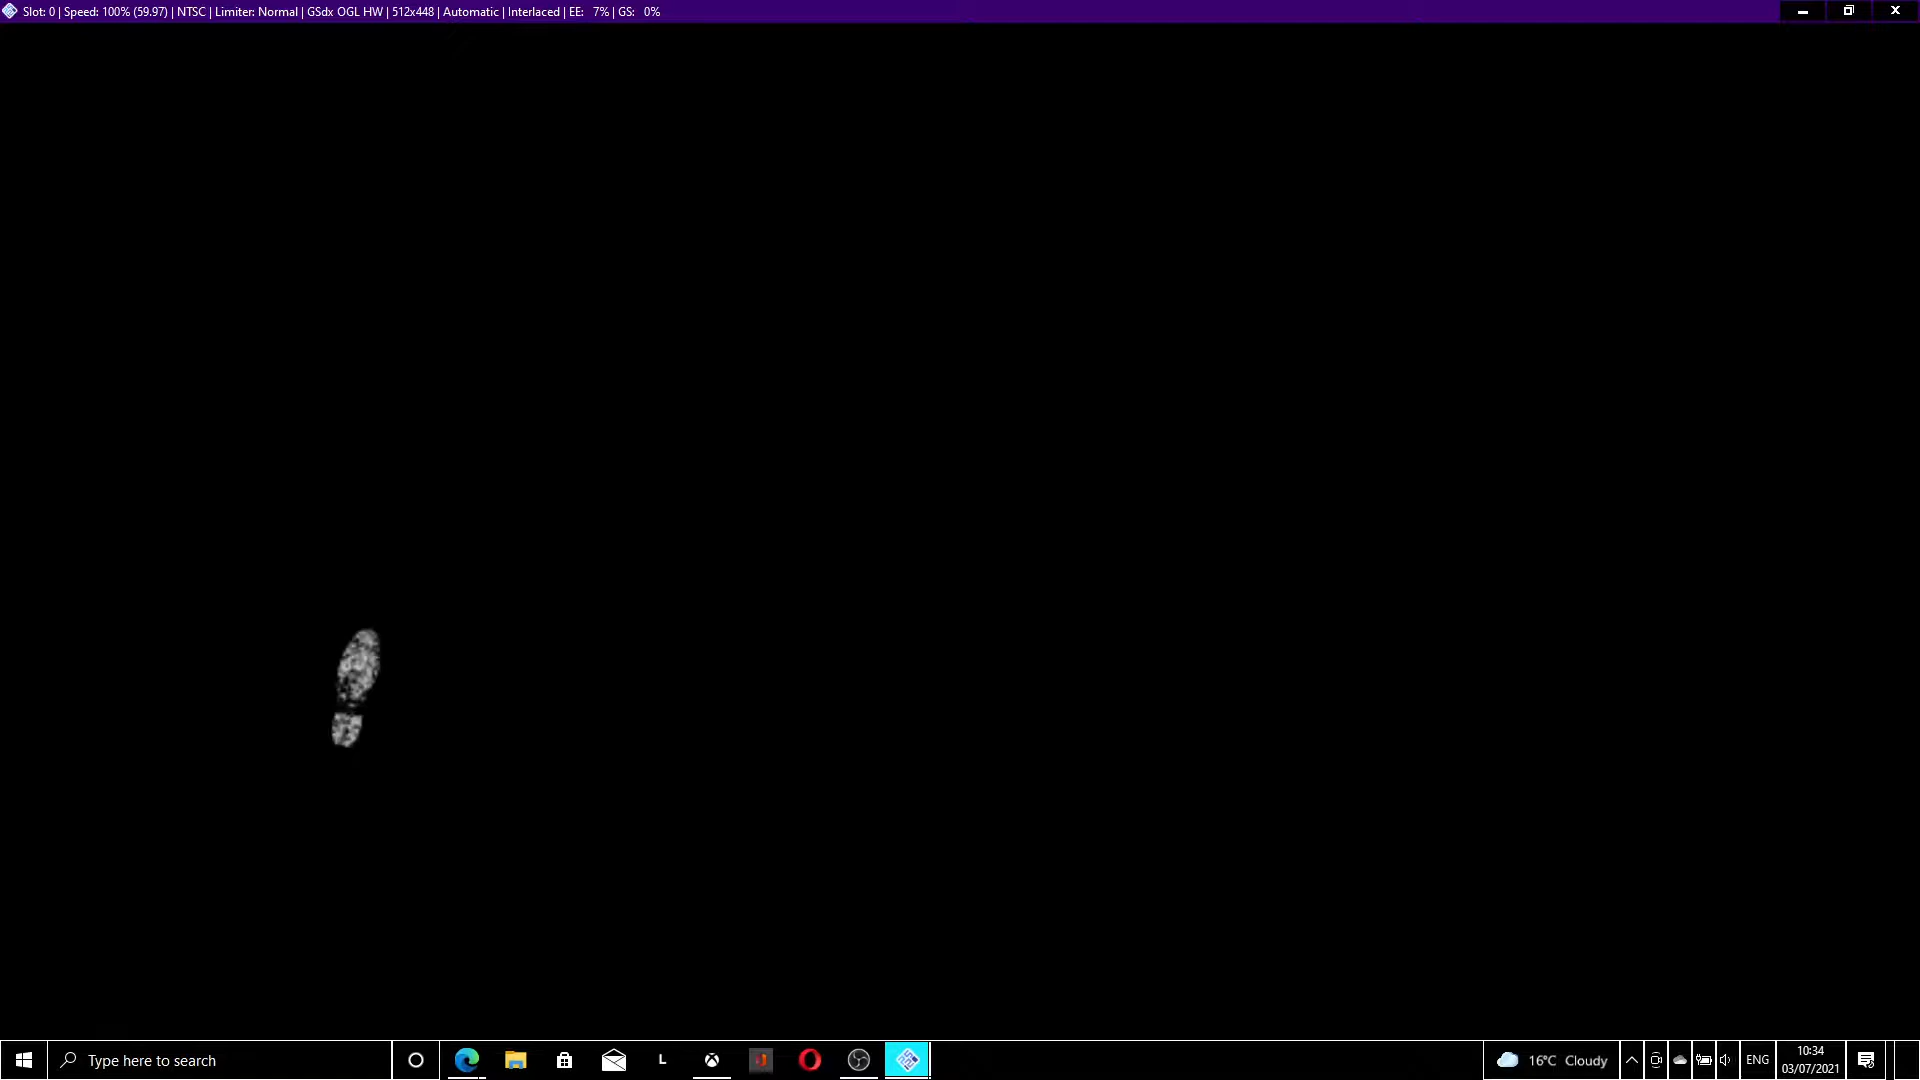 Slot: 0 | Speed: 100% (59.97) | NTSC | Limiter: Normal | GSdx OGL HW | 512x448 | Automatic | Interlaced | EE: 7% | GS: 0%
Type here to search
L
16°C Cloudy
ENG
10:34
03/07/2021